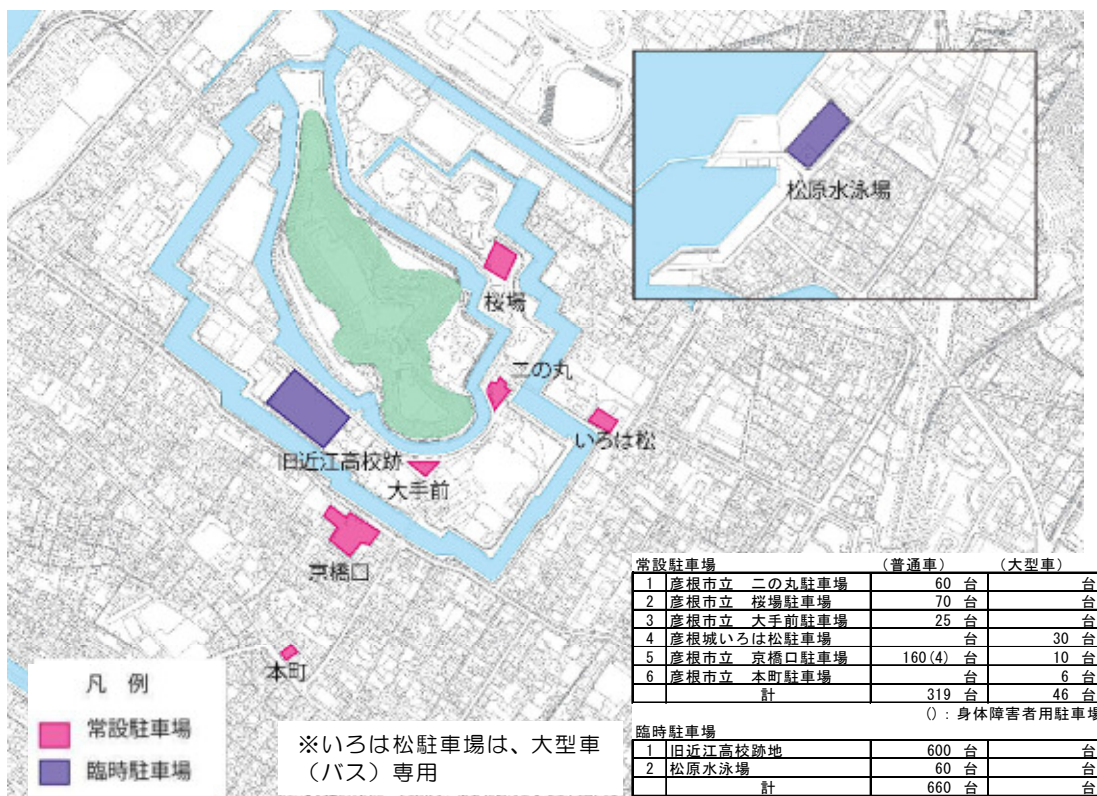 松原水泳場
桜場
二の丸
いろは松
旧近江高校跡
大手前
京橋口
本町
凡 例
常設駐車場
臨時駐車場
※いろは松駐車場は、大型車
（バス）専用
常設駐車場 （普通車） （大型車）
1 彦根市立 二の丸駐車場 60 台 台
2 彦根市立 桜場駐車場 70 台 台
3 彦根市立 大手前駐車場 25 台 台
4 彦根城いろは松駐車場 台 30 台
5 彦根市立 京橋口駐車場 160(4) 台 10 台
6 彦根市立 本町駐車場 台 6 台
計 319 台 46 台
()：身体障害者用駐車場
臨時駐車場
1 旧近江高校跡地 600 台 台
2 松原水泳場 60 台 台
計 660 台 台